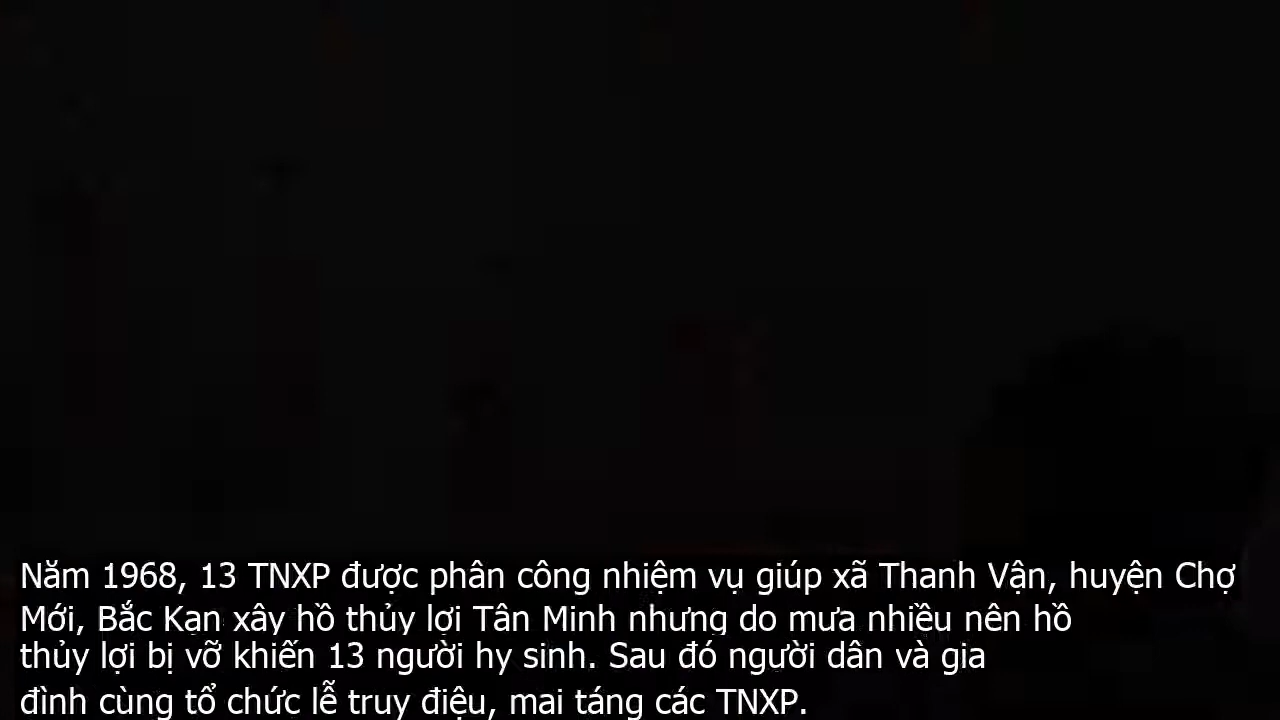 Năm 1968, 13 TNXP được phân công nhiệm vụ giúp xã Thanh Vận, huyện Chợ
Mới, Bắc Kạn xây hồ thủy lợi Tân Minh nhưng do mưa nhiều nên hồ
thủy lợi bị vỡ khiến 13 người hy sinh. Sau đó người dân và gia
đình cùng tổ chức lễ truy điệu, mai táng các TNXP.